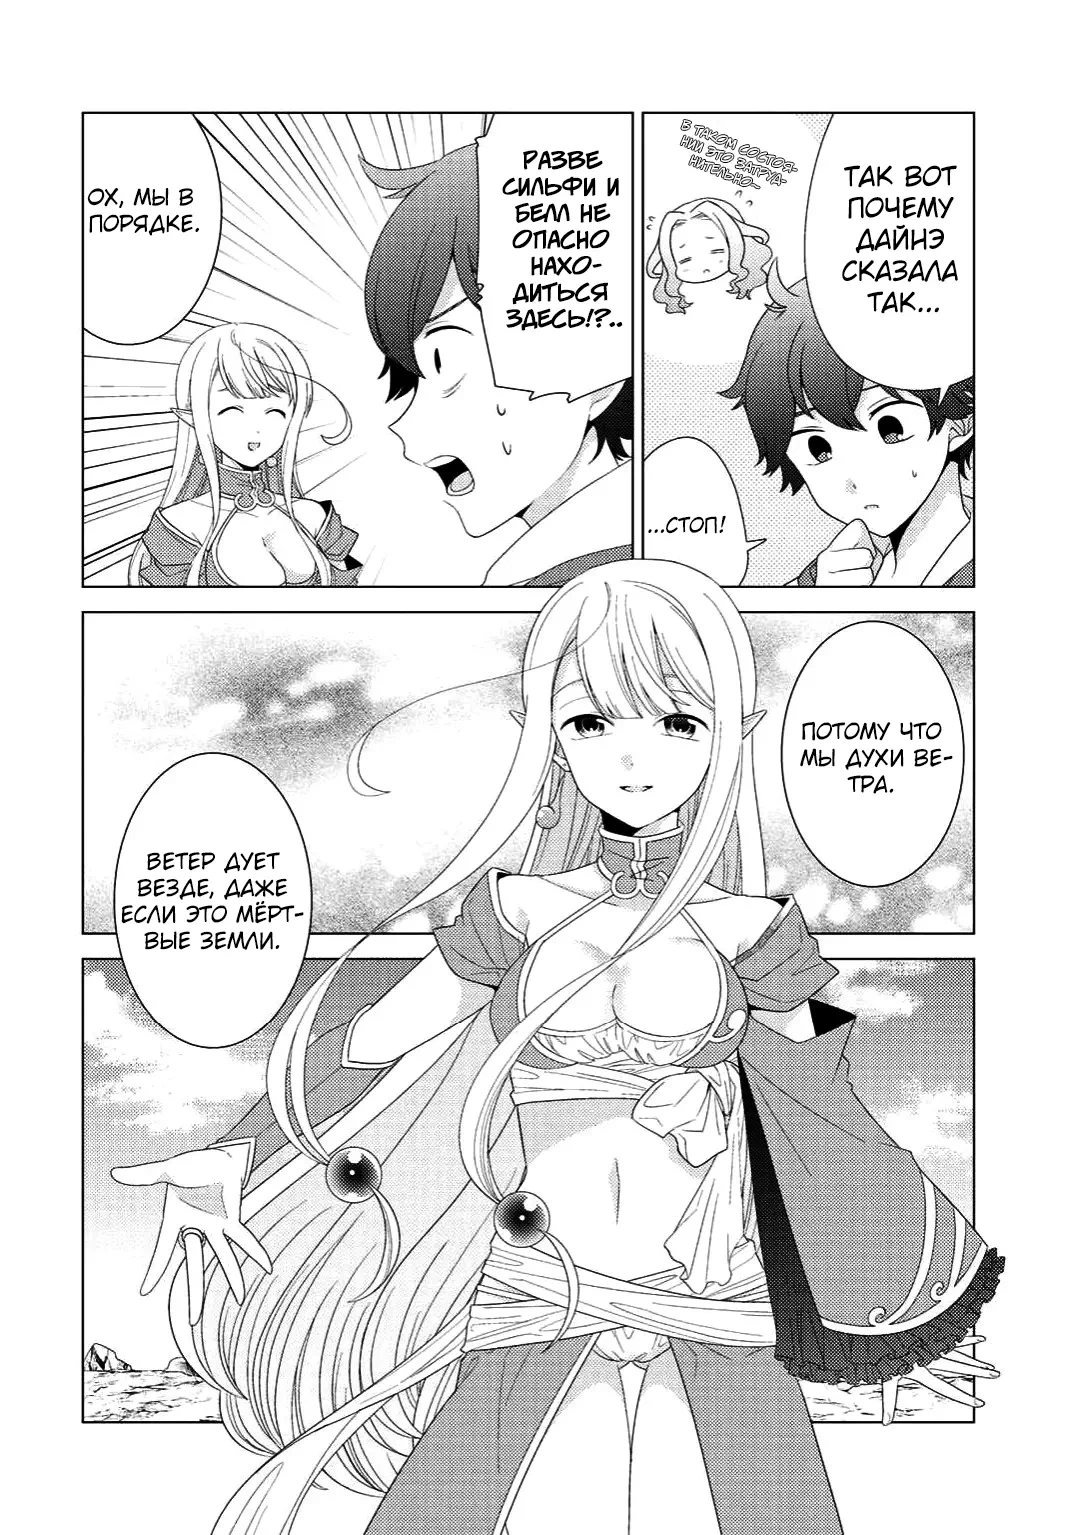 ТАК ВОТ
ПОЧЕМУ
ДАЙНЭ
СКАЗАЛА
ТАК...
В ТАКОМ СОСТОЯ-
НИИ ЭТО ЗАТРУД-
НИТЕЛЬНО~
...СТОП!
РАЗВЕ
СИЛЬФИ И
БЕЛЛ НЕ
ОПАСНО
НАХО-
ДИТЬСЯ
ЗДЕСЬ!?..
ОХ, МЫ В
ПОРЯДКЕ.
ПОТОМУ ЧТО
МЫ ДУХИ ВЕ-
ТРА.
ВЕТЕР ДУЕТ
ВЕЗДЕ, ДАЖЕ
ЕСЛИ ЭТО МЁРТ-
ВЫЕ ЗЕМЛИ.